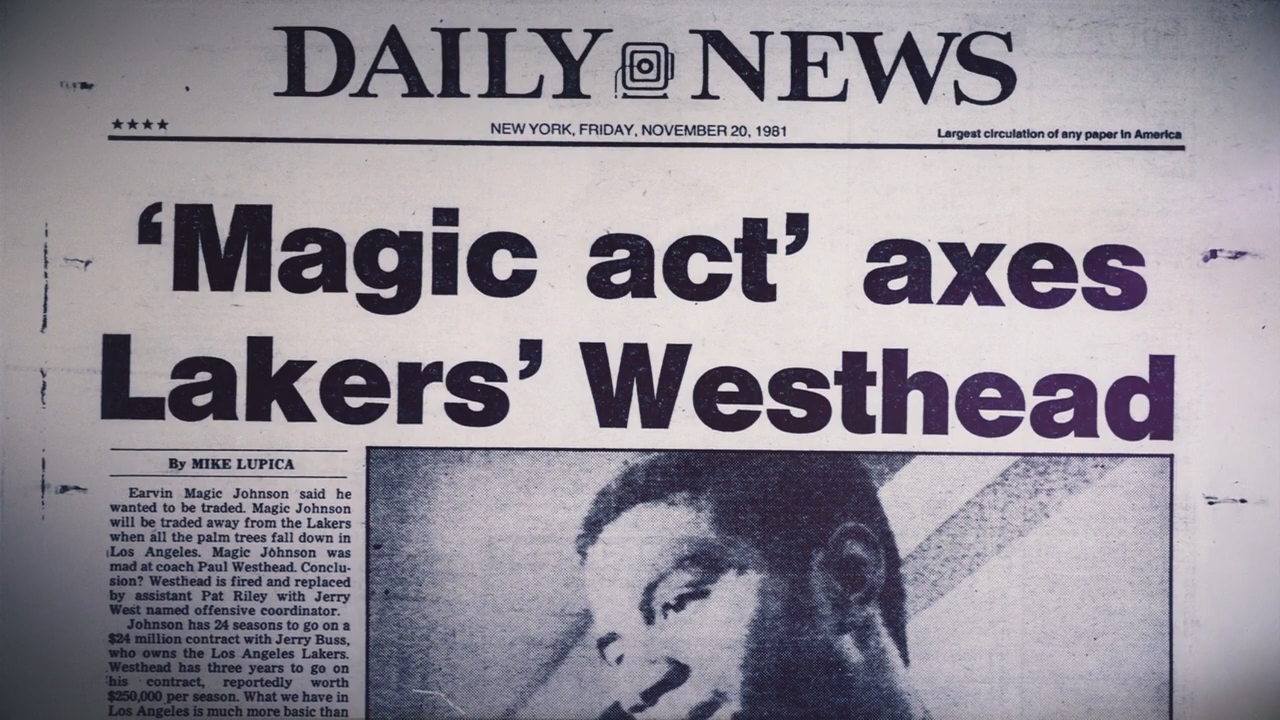 DAILY NEWS
★★★★
NEW YORK, FRIDAY, NOVEMBER 20, 1981
Largest circulation of any paper in America
‘Magic act’ axes
Lakers’ Westhead
By MIKE LUPICA
Earvin Magic Johnson said he
wanted to be traded. Magic Johnson
will be traded away from the Lakers
when all the palm trees fall down in
Los Angeles. Magic Johnson was
mad at coach Paul Westhead. Conclu-
sion? Westhead is fired and replaced
by assistant Pat Riley with Jerry
West named offensive coordinator.
Johnson has 24 seasons to go on a
$24 million contract with Jerry Buss,
who owns the Los Angeles Lakers.
Westhead has three years to go on
his contract, reportedly worth
$250,000 per season. What we have in
Los Angeles is much more basic than